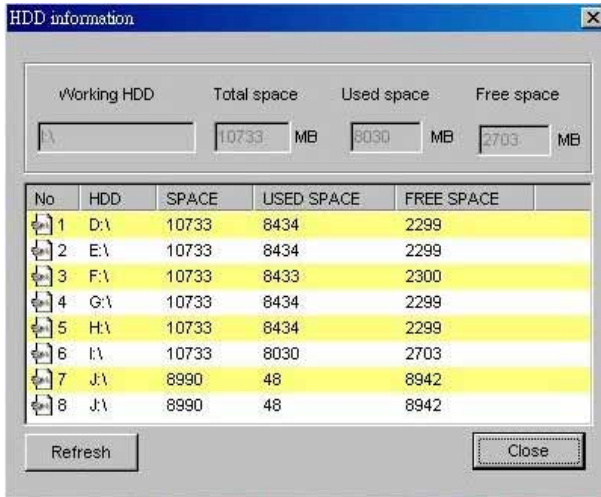 HDD information
Working HDD Total space Used space Free space
I:\ 10733 MB 8030 MB 2703 MB
No HDD SPACE USED SPACE FREE SPACE
1 D:\ 10733 8434 2299
2 E:\ 10733 8434 2299
3 F:\ 10733 8433 2300
4 G:\ 10733 8434 2299
5 H:\ 10733 8434 2299
6 I:\ 10733 8030 2703
7 J:\ 8990 48 8942
8 J:\ 8990 48 8942
Refresh Close